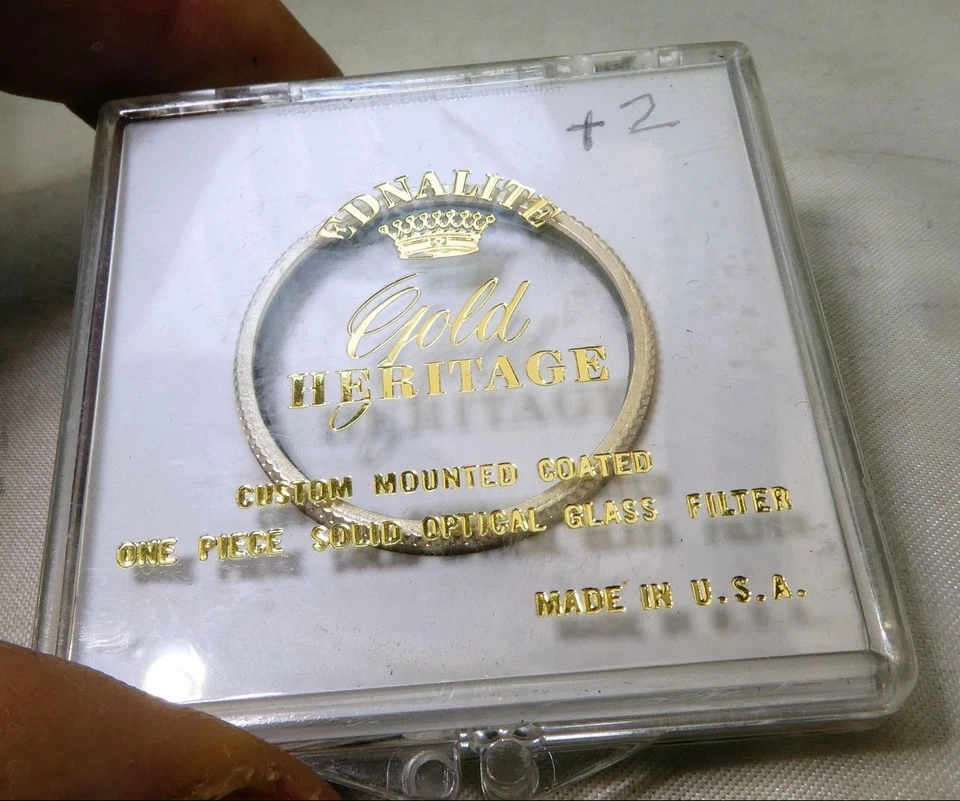 +2
EDNALITE
Gold
HERITAGE
CUSTOM MOUNTED COATED
ONE PIECE SOLID OPTICAL GLASS FILTER
MADE IN U.S.A.